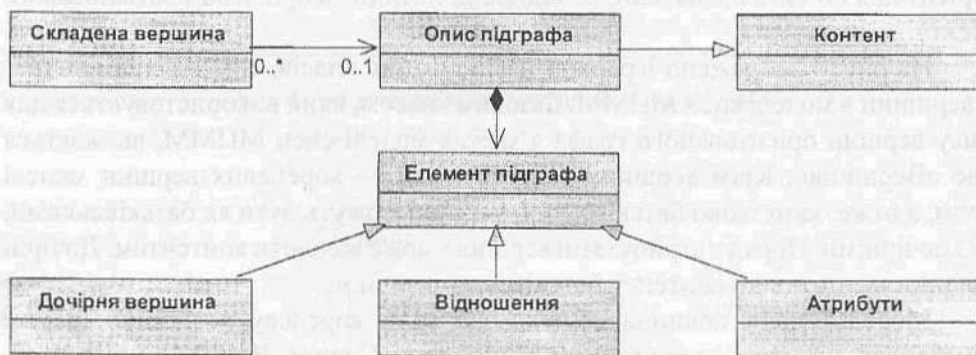 Складена вершина
Опис підграфа
Контент
0..*
0..1
Елемент підграфа
Дочірня вершина
Відношення
Атрибути